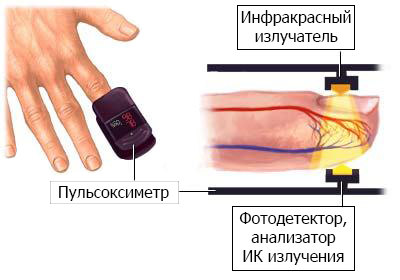 Инфракрасный
излучатель
Пульсоксиметр
Фотодетектор,
анализатор
ИК излучения